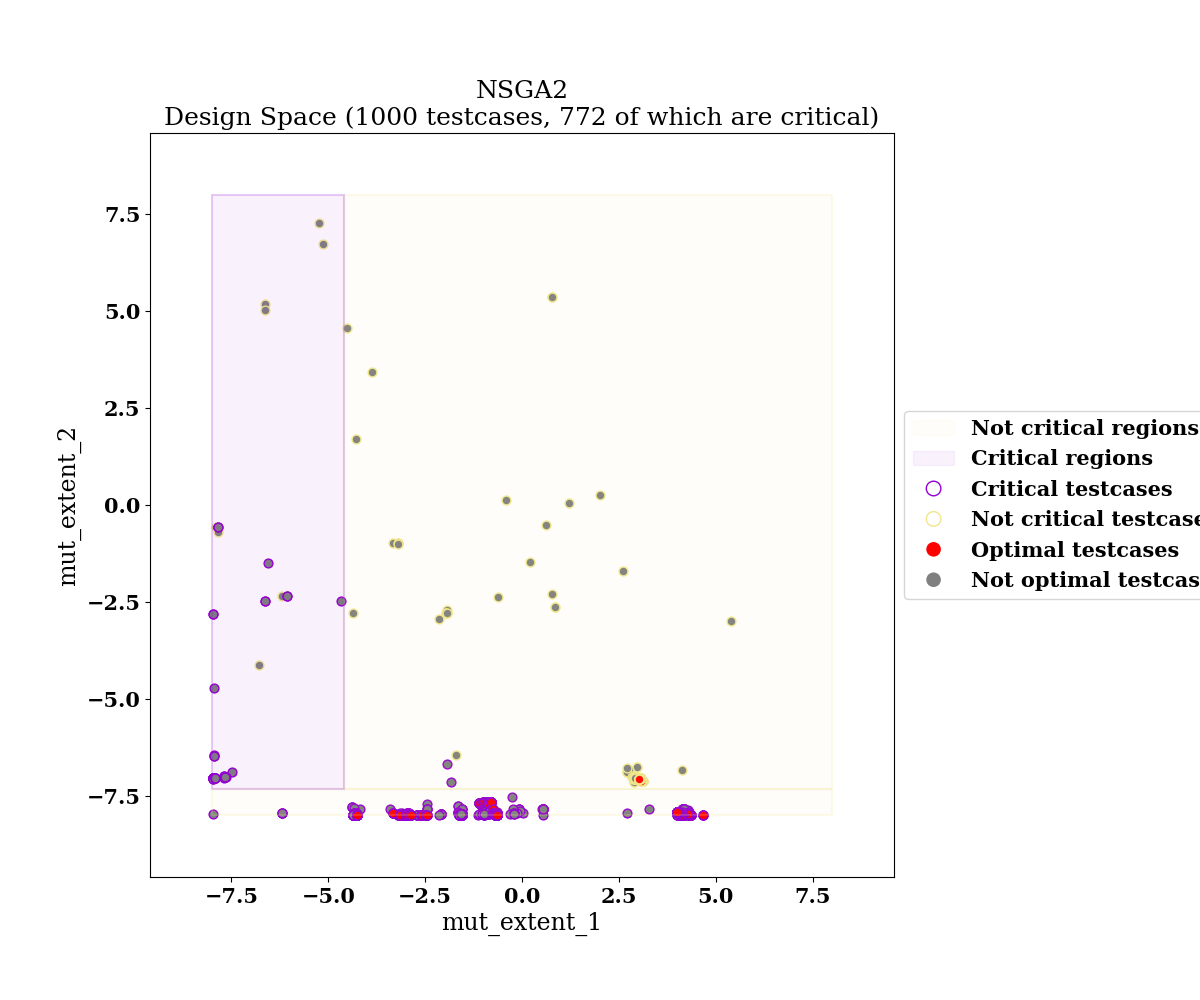 NSGA2
Design Space (1000 testcases, 772 of which are critical)
mut_extent_2
7.5
5.0
2.5
0.0
−2.5
−5.0
−7.5
−7.5 −5.0 −2.5 0.0 2.5 5.0 7.5
mut_extent_1
Not critical regions
Critical regions
Critical testcases
Not critical testcase
Optimal testcases
Not optimal testcas